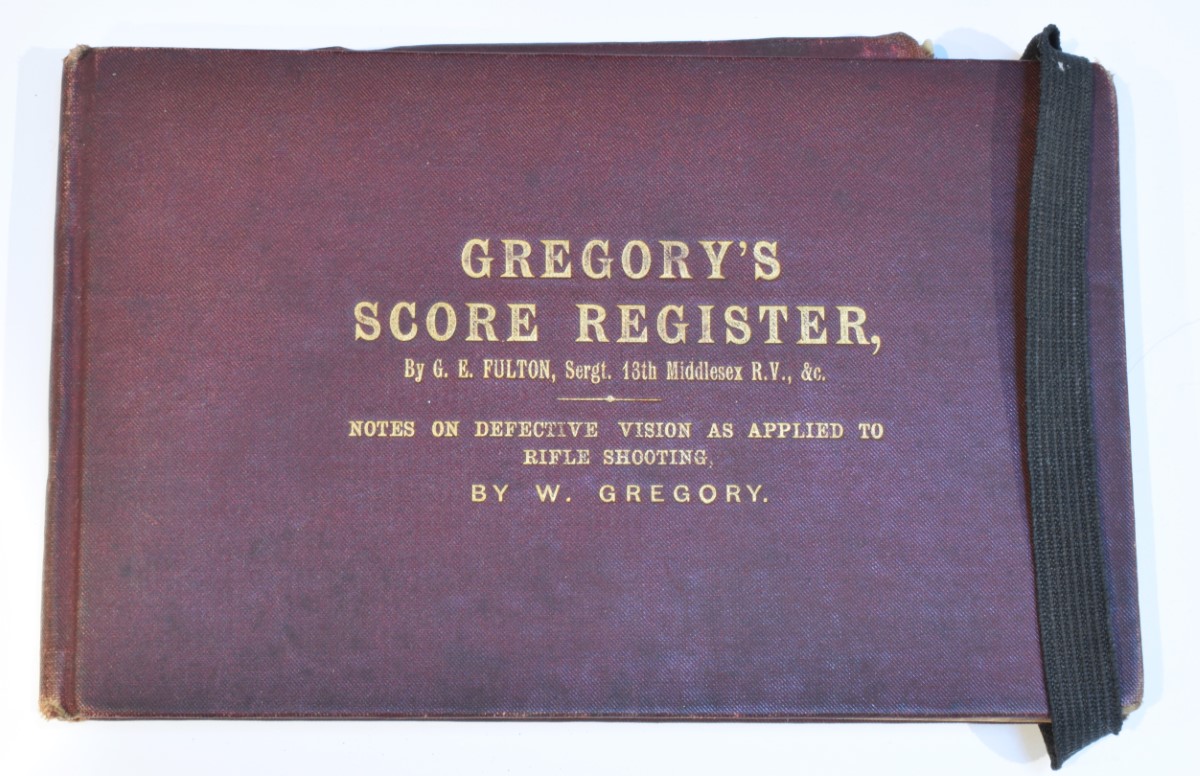 GREGORY'S
SCORE REGISTER,
By G. E. FULTON, Sergt. 13th Middlesex R.V., &c.
NOTES ON DEFECTIVE VISION AS APPLIED TO
RIFLE SHOOTING,
BY W. GREGORY.